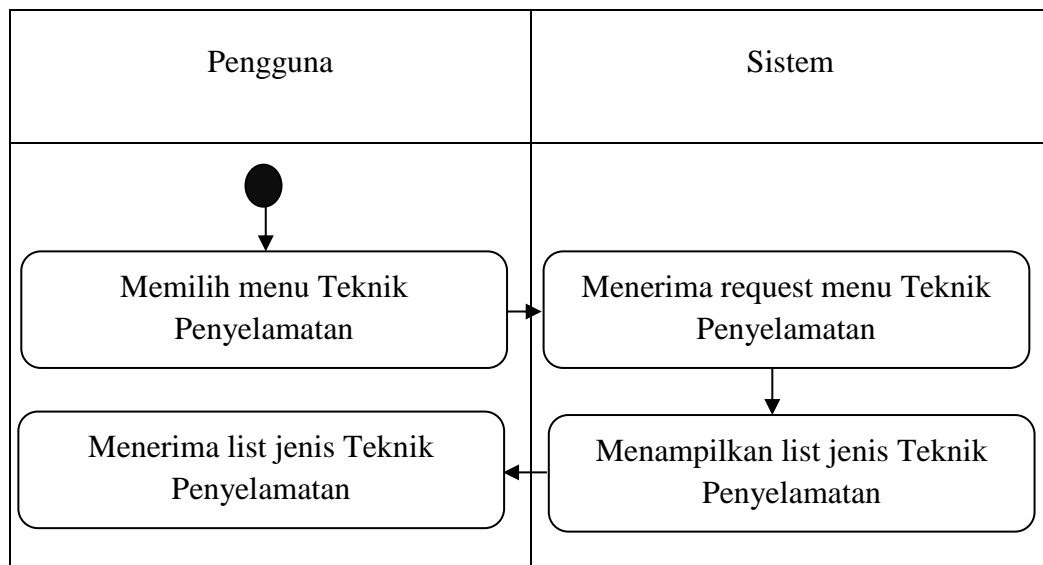 Pengguna
Sistem
Memilih menu Teknik
Penyelamatan
Menerima request menu Teknik
Penyelamatan
Menerima list jenis Teknik
Penyelamatan
Menampilkan list jenis Teknik
Penyelamatan